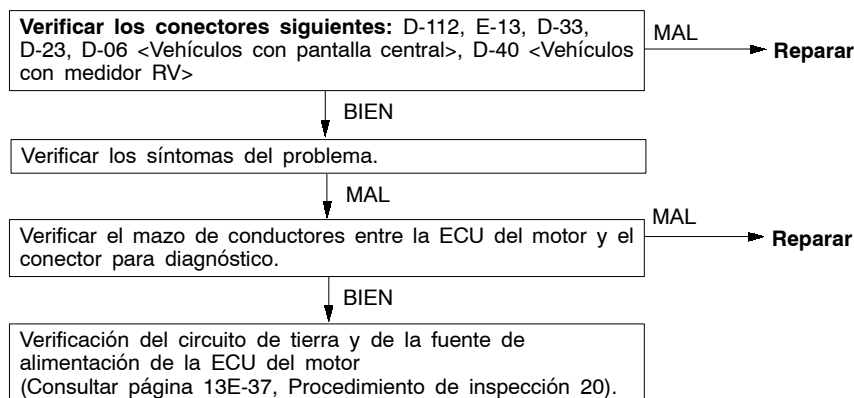 Verificar los conectores siguientes: D-112, E-13, D-33,
D-23, D-06 <Vehículos con pantalla central>, D-40 <Vehículos
con medidor RV>
MAL
Reparar
BIEN
Verificar los síntomas del problema.
MAL
Verificar el mazo de conductores entre la ECU del motor y el
conector para diagnóstico.
MAL
Reparar
BIEN
Verificación del circuito de tierra y de la fuente de
alimentación de la ECU del motor
(Consultar página 13E-37, Procedimiento de inspección 20).